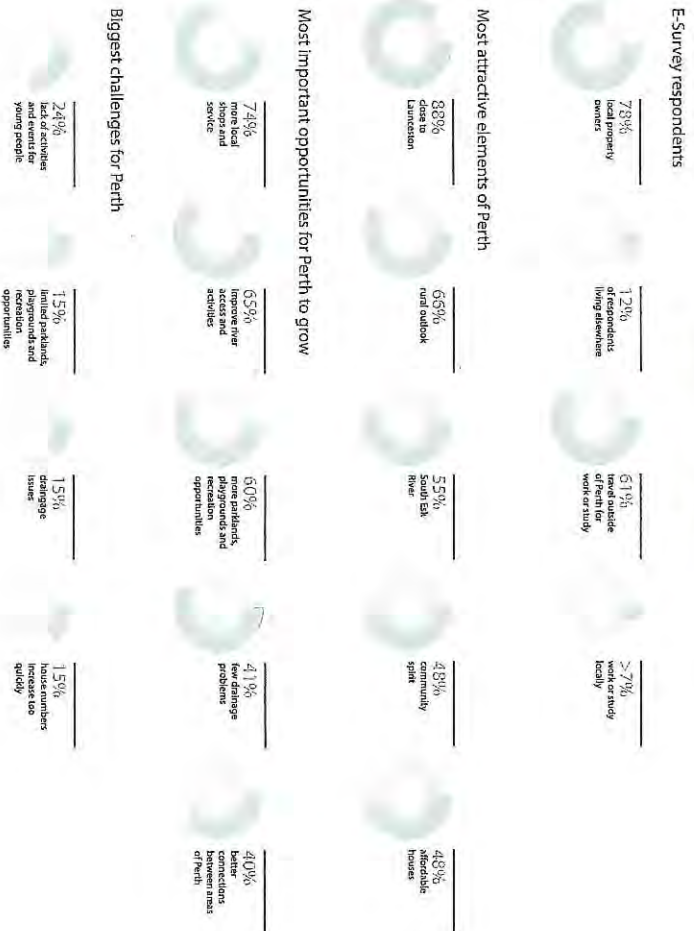 E-Survey respondents
78%
local property
owners
12%
of respondents
living elsewhere
61%
travel outside
of Perth for
work or study
>7%
work or study
locally
Most attractive elements of Perth
88%
close to
Launceston
66%
rural outlook
55%
South Esk
River
48%
community
spirit
48%
affordable
houses
Most important opportunities for Perth to grow
74%
more local
shops and
service
65%
improve river
access and
activities
60%
more parklands,
playgrounds and
recreation
opportunities
41%
few drainage
problems
40%
better
connections
between areas
of Perth
Biggest challenges for Perth
24%
lack of activities
and events for
young people
15%
limited parklands,
playgrounds and
recreation
opportunities
15%
draingage
issues
15%
house numbers
increase too
quickly